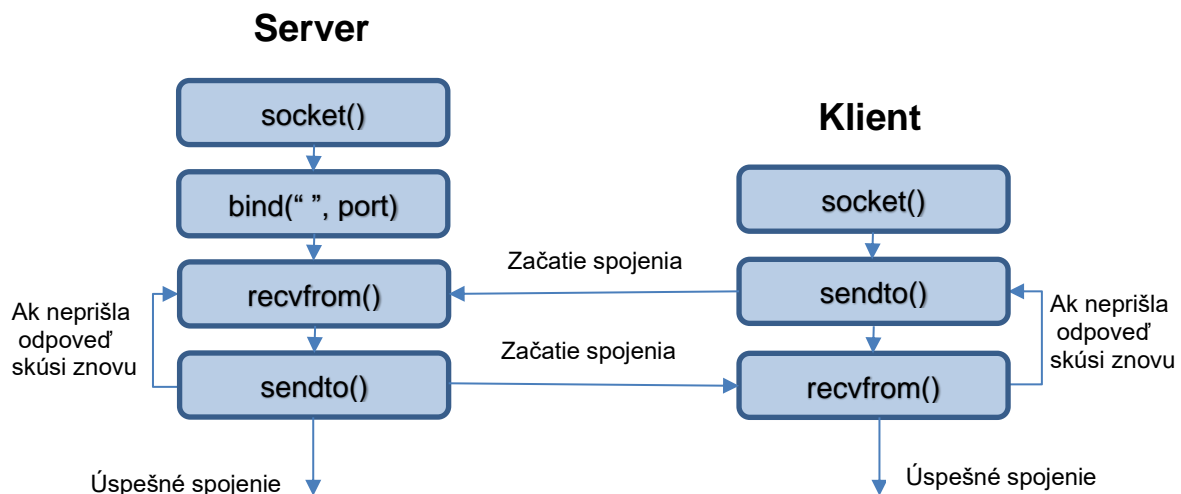 Server
socket()
bind(“ ”, port)
recvfrom()
sendto()
Ak neprišla
odpoveď
skúsi znovu
Úspešné spojenie
Začatie spojenia
Začatie spojenia
Klient
socket()
sendto()
recvfrom()
Ak neprišla
odpoveď
skúsi znovu
Úspešné spojenie